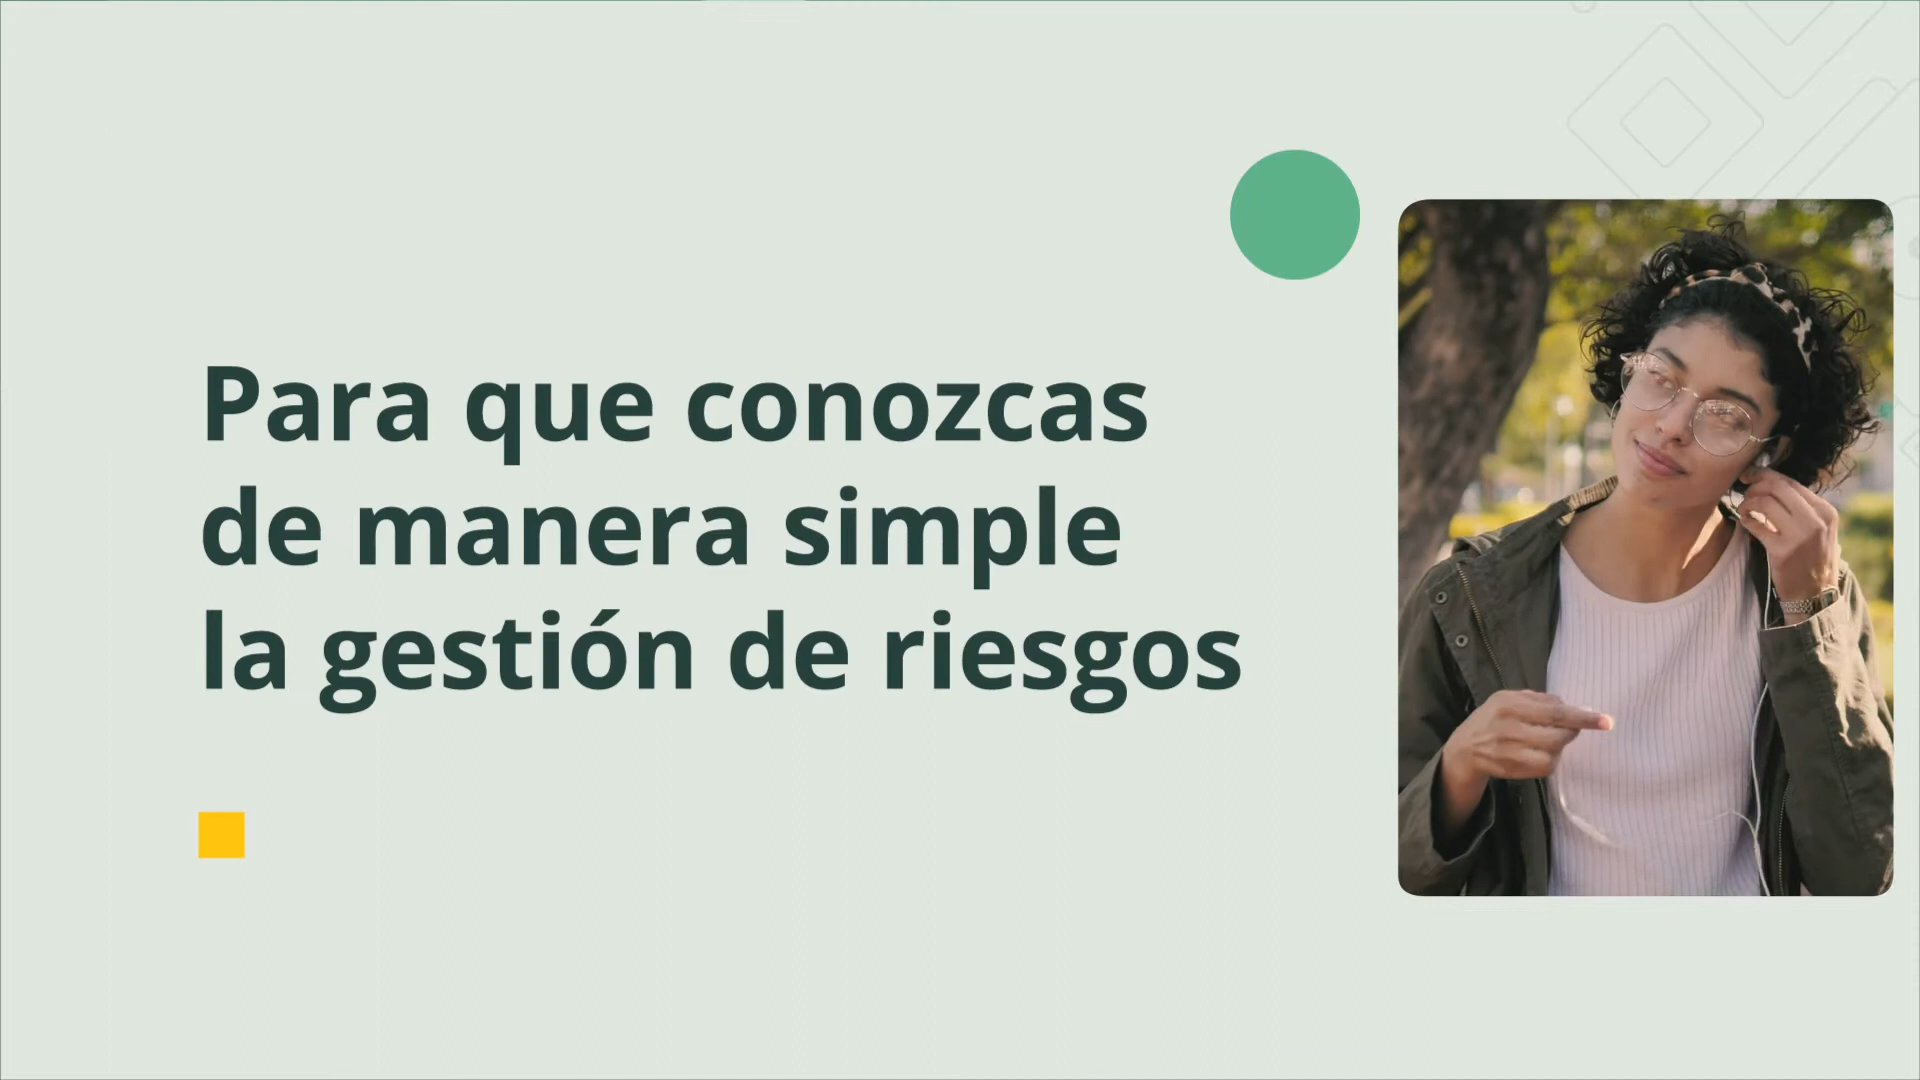 Para que conozcas
de manera simple
la gestión de riesgos